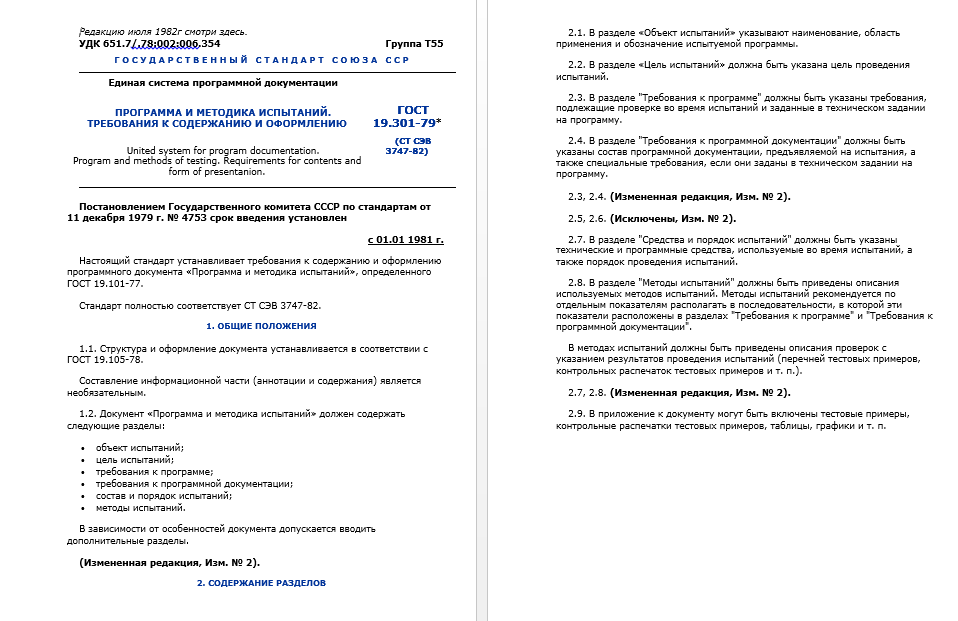 Редакцию июля 1982г смотри здесь.
УДК 651.7/.78:002:006.354 Группа Т55
ГОСУДАРСТВЕННЫЙ СТАНДАРТ СОЮЗА ССР
Единая система программной документации
ПРОГРАММА И МЕТОДИКА ИСПЫТАНИЙ.
ТРЕБОВАНИЯ К СОДЕРЖАНИЮ И ОФОРМЛЕНИЮ
United system for program documentation.
Program and methods of testing. Requirements for contents and
form of presentanion.
ГОСТ
19.301-79*
(СТ СЭВ
3747-82)
Постановлением Государственного комитета СССР по стандартам от
11 декабря 1979 г. № 4753 срок введения установлен
с 01.01 1981 г.
Настоящий стандарт устанавливает требования к содержанию и оформлению
программного документа «Программа и методика испытаний», определенного
ГОСТ 19.101-77.
Стандарт полностью соответствует СТ СЭВ 3747-82.
1. ОБЩИЕ ПОЛОЖЕНИЯ
1.1. Структура и оформление документа устанавливается в соответствии с
ГОСТ 19.105-78.
Составление информационной части (аннотации и содержания) является
необязательным.
1.2. Документ «Программа и методика испытаний» должен содержать
следующие разделы:
• объект испытаний;
• цель испытаний;
• требования к программе;
• требования к программной документации;
• состав и порядок испытаний;
• методы испытаний.
В зависимости от особенностей документа допускается вводить
дополнительные разделы.
(Измененная редакция, Изм. № 2).
2. СОДЕРЖАНИЕ РАЗДЕЛОВ
2.1. В разделе «Объект испытаний» указывают наименование, область
применения и обозначение испытуемой программы.
2.2. В разделе «Цель испытаний» должна быть указана цель проведения
испытаний.
2.3. В разделе "Требования к программе" должны быть указаны требования,
подлежащие проверке во время испытаний и заданные в техническом задании
на программу.
2.4. В разделе "Требования к программной документации" должны быть
указаны состав программной документации, предъявляемой на испытания, а
также специальные требования, если они заданы в техническом задании на
программу.
2.3, 2.4. (Измененная редакция, Изм. № 2).
2.5, 2.6. (Исключены, Изм. № 2).
2.7. В разделе "Средства и порядок испытаний" должны быть указаны
технические и программные средства, используемые во время испытаний, а
также порядок проведения испытаний.
2.8. В разделе "Методы испытаний" должны быть приведены описания
используемых методов испытаний. Методы испытаний рекомендуется по
отдельным показателям располагать в последовательности, в которой эти
показатели расположены в разделах "Требования к программе" и "Требования к
программной документации".
В методах испытаний должны быть приведены описания проверок с
указанием результатов проведения испытаний (перечней тестовых примеров,
контрольных распечаток тестовых примеров и т. п.).
2.7, 2.8. (Измененная редакция, Изм. № 2).
2.9. В приложение к документу могут быть включены тестовые примеры,
контрольные распечатки тестовых примеров, таблицы, графики и т. п.